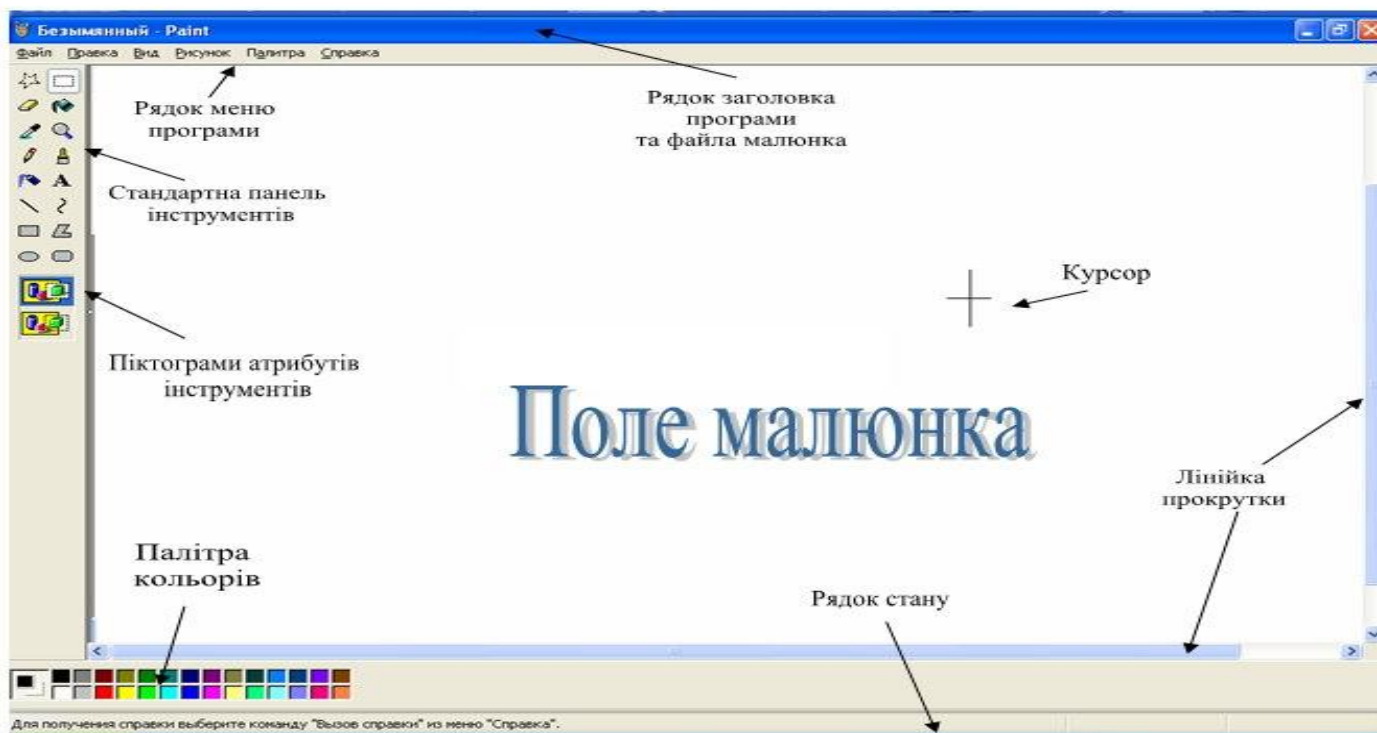 Безымянный - Paint
Файл Правка Вид Рисунок Палитра Справка
Рядок меню
програми
Рядок заголовка
програми
та файла малюнка
A
Стандартна панель
інструментів
Курсор
Піктограми атрибутів
інструментів
Поле малюнка
Лінійка
прокрутки
Палітра
кольорів
Рядок стану
Для получения справки выберите команду "Вызов справки" из меню "Справка".